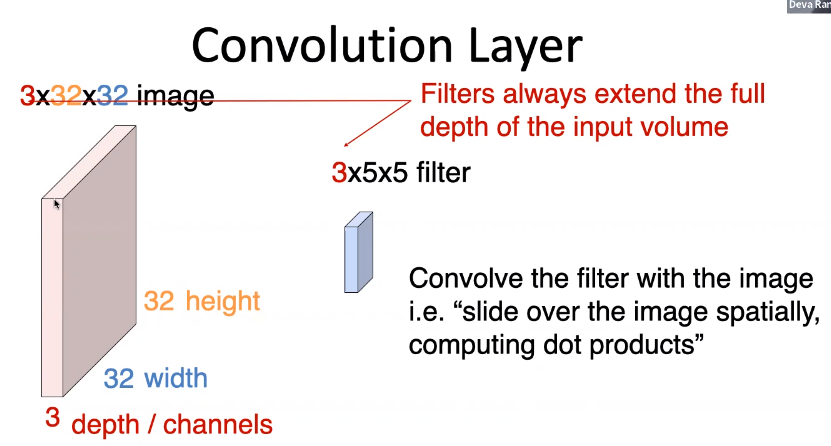 Deva Ran
Convolution Layer
3x32x32 image
Filters always extend the full
depth of the input volume
3x5x5 filter
Convolve the filter with the image
i.e. “slide over the image spatially,
computing dot products”
32 height
32 width
3 depth / channels